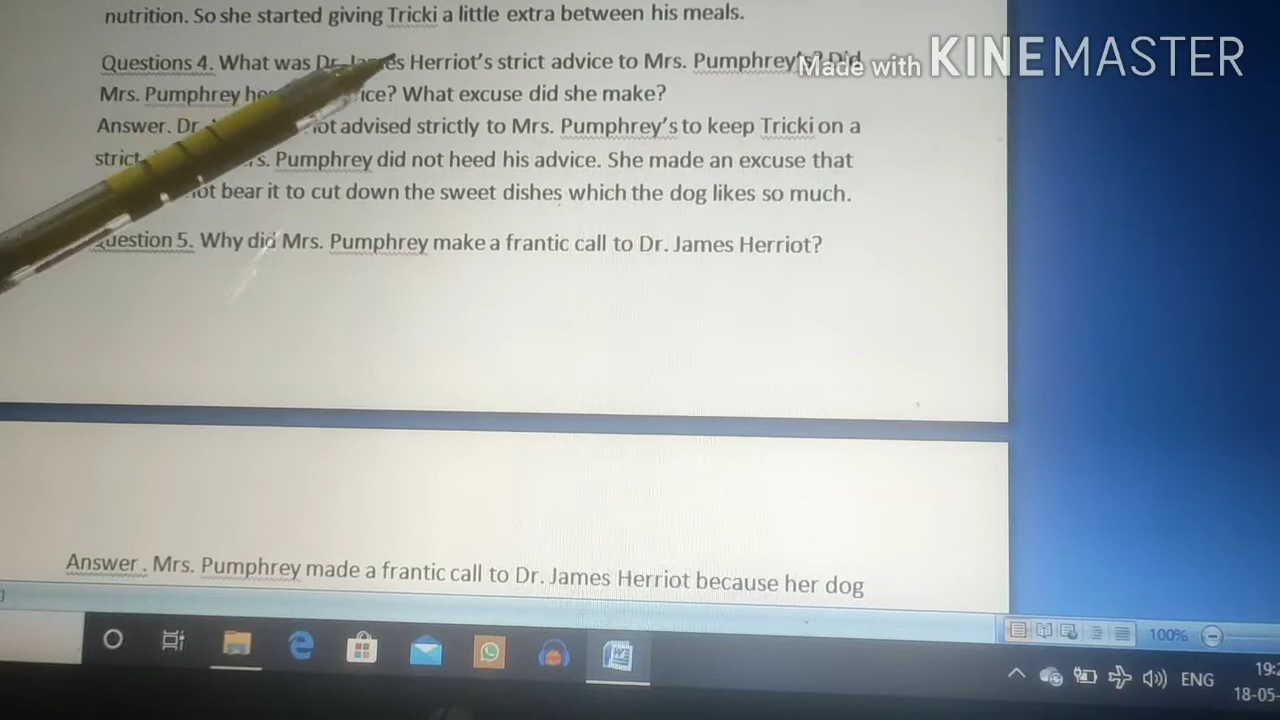 nutrition. So she started giving Tricki a little extra between his meals.
Questions 4. What was Dr. James Herriot's strict advice to Mrs. Pumphrey's? Did
Mrs. Pumphrey ice? What excuse did she make?
Answer. Dr ot advised strictly to Mrs. Pumphrey's to keep Tricki on a
strict s. Pumphrey did not heed his advice. She made an excuse that
not bear it to cut down the sweet dishes which the dog likes so much.
Question 5. Why did Mrs. Pumphrey make a frantic call to Dr. James Herriot?
Answer . Mrs. Pumphrey made a frantic call to Dr. James Herriot because her dog
Made with KINEMASTER
100%
ENG
19:2
18-05-